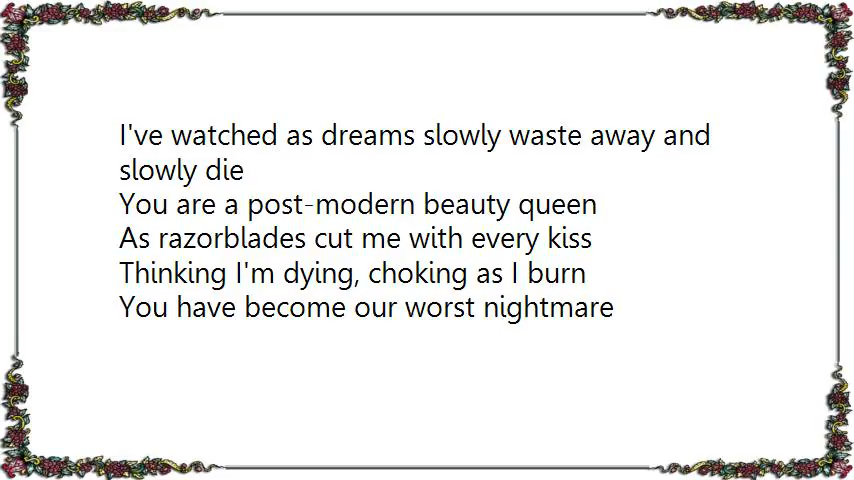 I've watched as dreams slowly waste away and
slowly die
You are a post-modern beauty queen
As razorblades cut me with every kiss
Thinking I'm dying, choking as I burn
You have become our worst nightmare